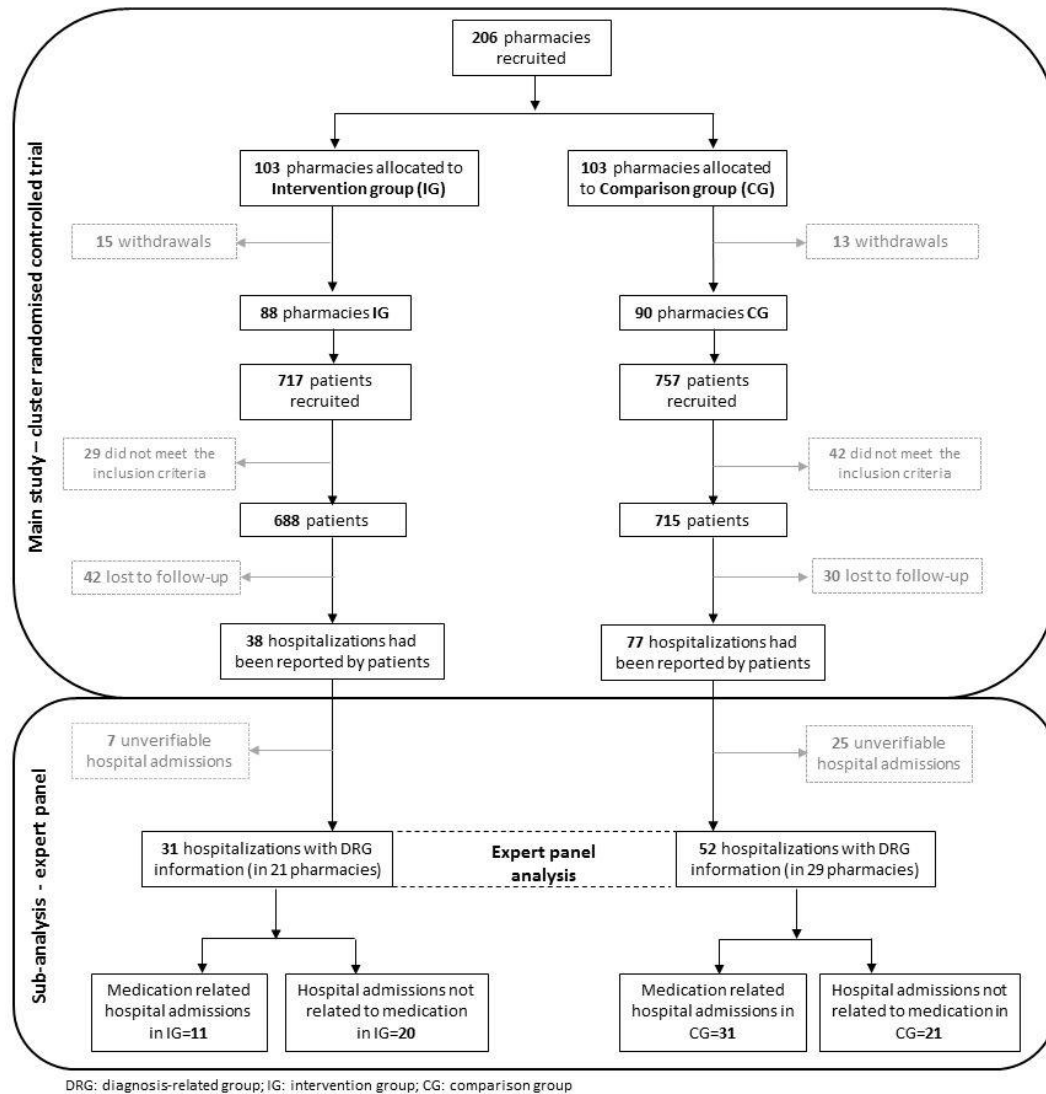 206 pharmacies
recruited
Main study – cluster randomised controlled trial
103 pharmacies allocated to
Intervention group (IG)
103 pharmacies allocated
to Comparison group (CG)
15 withdrawals
13 withdrawals
88 pharmacies IG
90 pharmacies CG
717 patients
recruited
757 patients
recruited
29 did not meet the
inclusion criteria
42 did not meet the
inclusion criteria
688 patients
715 patients
42 lost to follow-up
30 lost to follow-up
38 hospitalizations had
been reported by patients
77 hospitalizations had
been reported by patients
Sub-analysis - expert panel
7 unverifiable
hospital admissions
25 unverifiable
hospital admissions
31 hospitalizations with DRG
information (in 21 pharmacies)
Expert panel
analysis
52 hospitalizations with DRG
information (in 29 pharmacies)
Medication related
hospital admissions
in IG=11
Hospital admissions not
related to medication
in IG=20
Medication related
hospital admissions in
CG=31
Hospital admissions not
related to medication in
CG=21
DRG: diagnosis-related group; IG: intervention group; CG: comparison group